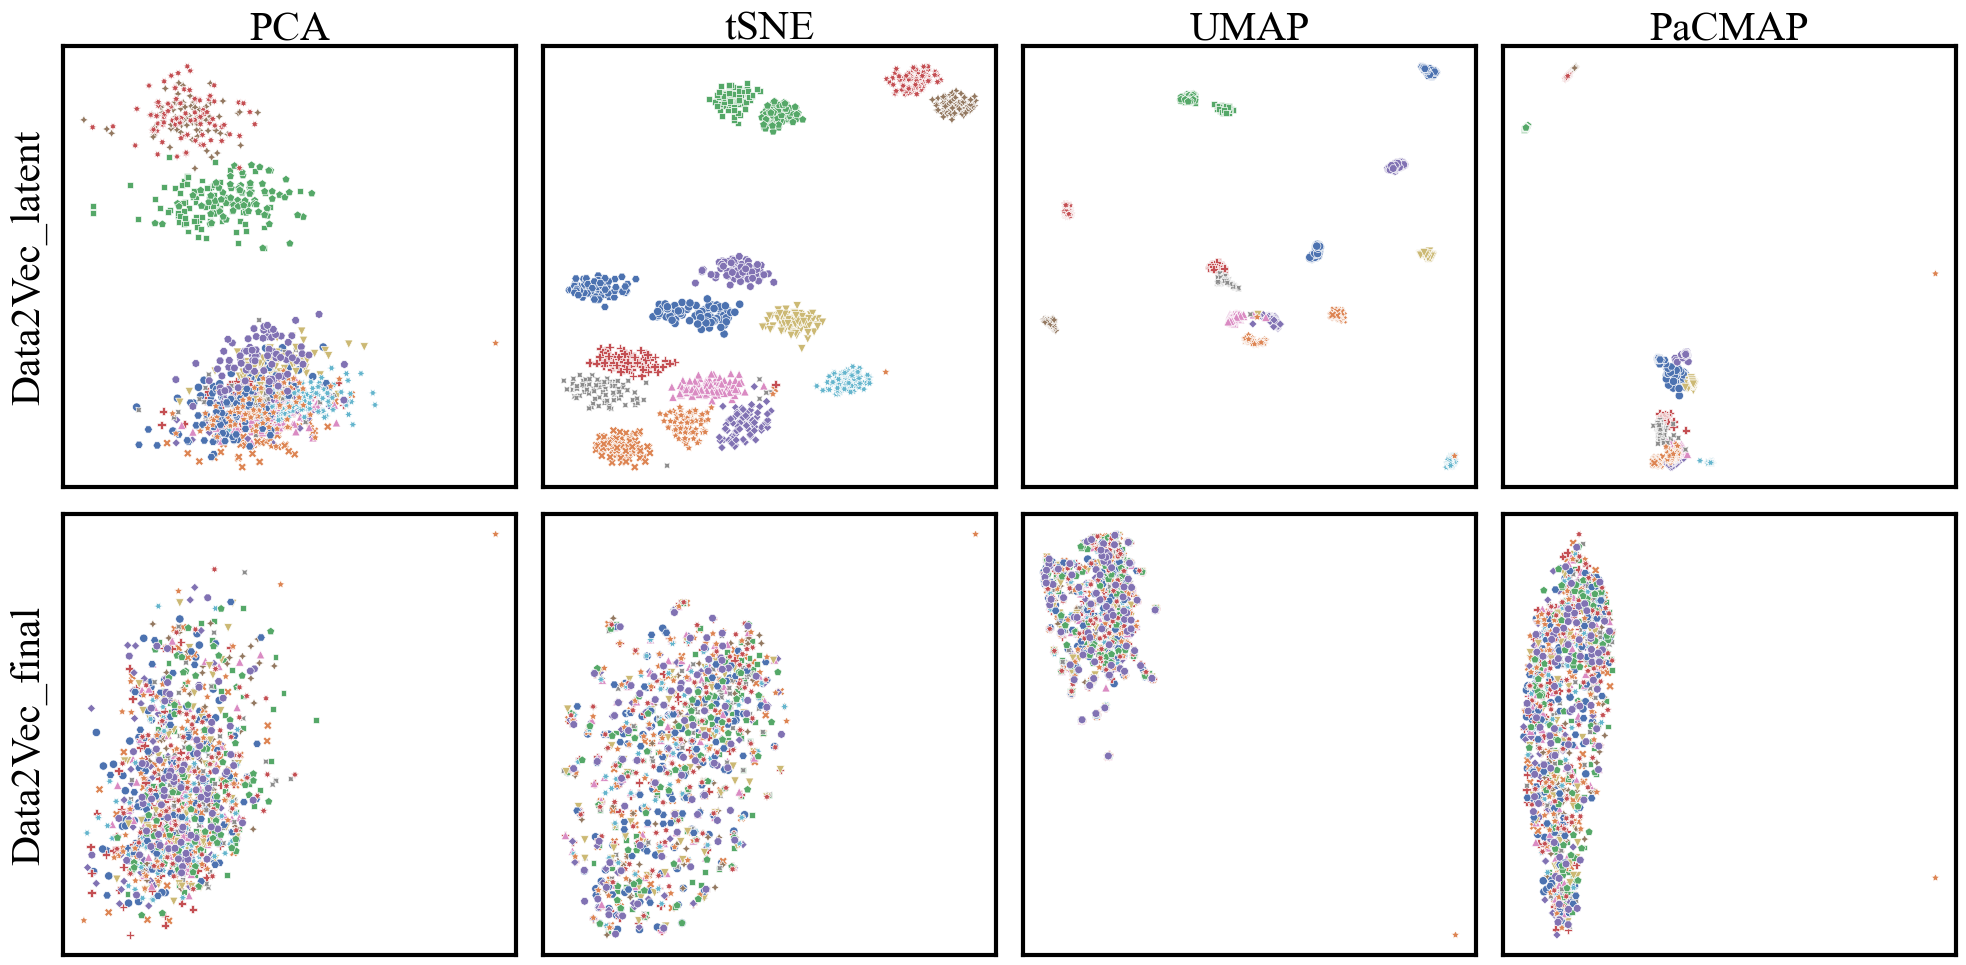 PCA
tSNE
UMAP
PaCMAP
Data2Vec_latent
Data2Vec_final